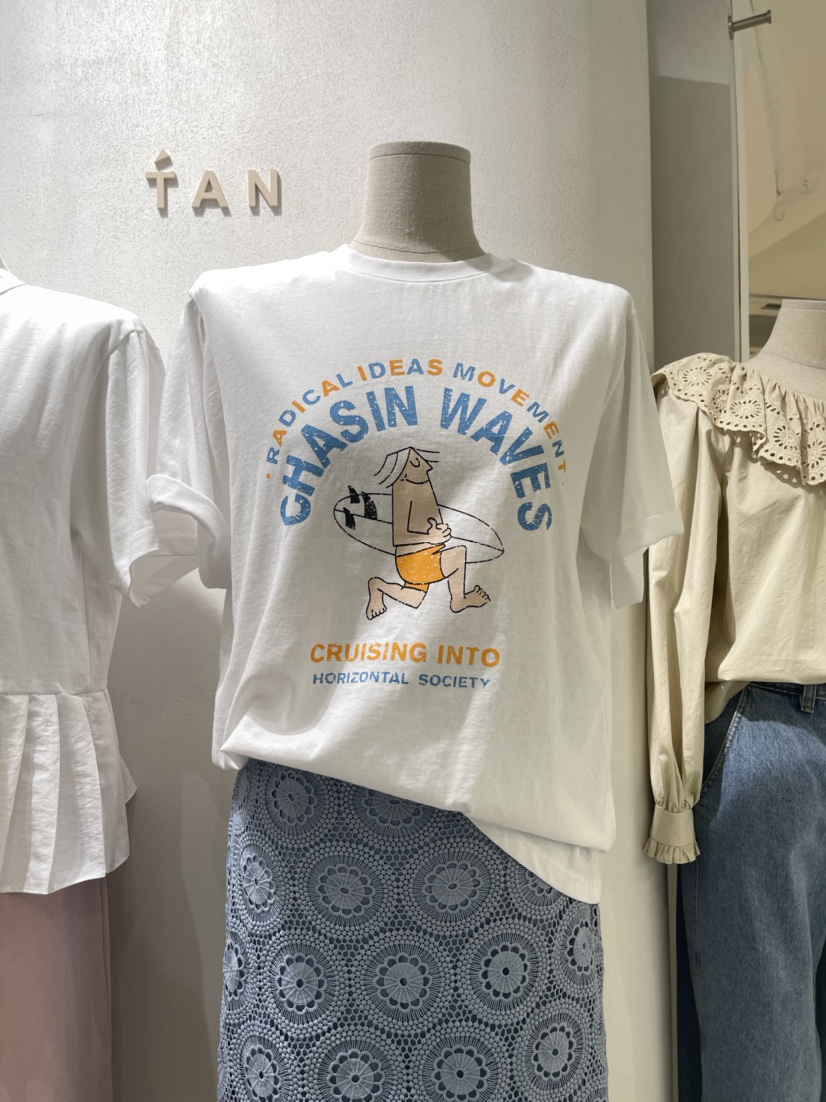 TAN
RADICAL IDEAS MOVEMENT
CHASIN WAVES
CRUISING INTO
HORIZONTAL SOCIETY